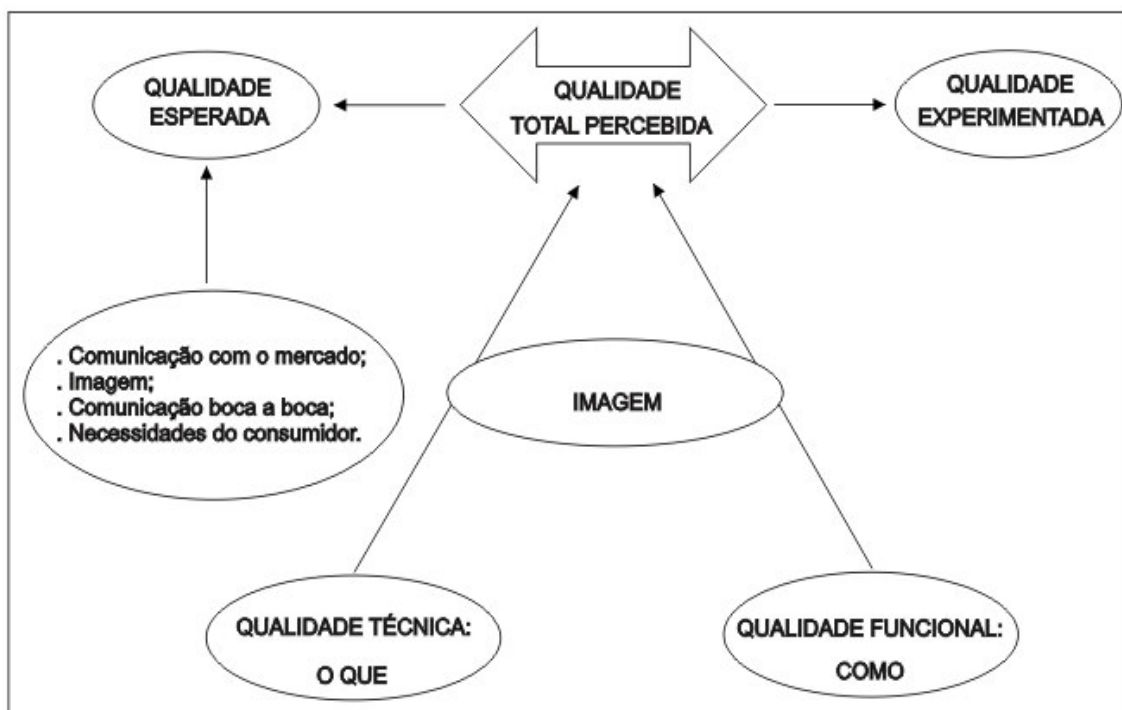 QUALIDADE
ESPERADA
QUALIDADE
TOTAL PERCEBIDA
QUALIDADE
EXPERIMENTADA
. Comunicação com o mercado;
. Imagem;
. Comunicação boca a boca;
. Necessidades do consumidor.
IMAGEM
QUALIDADE TÉCNICA:
O QUE
QUALIDADE FUNCIONAL:
COMO